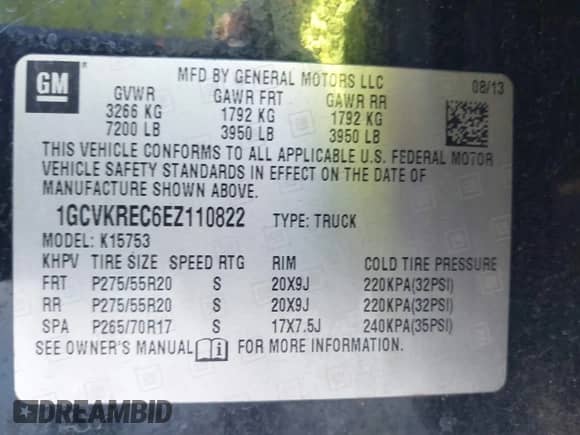 GM
MFD BY GENERAL MOTORS LLC 08/13
GVWR GAWR FRT GAWR RR
3266 KG 1792 KG 1792 KG
7200 LB 3950 LB 3950 LB
THIS VEHICLE CONFORMS TO ALL APPLICABLE U.S. FEDERAL MOTOR
VEHICLE SAFETY STANDARDS IN EFFECT ON THE DATE OF
MANUFACTURE SHOWN ABOVE.
1GCVKREC6EZ110822 TYPE: TRUCK
MODEL: K15753
KHPV TIRE SIZE SPEED RTG RIM COLD TIRE PRESSURE
FRT P275/55R20 S 20X9J 220KPA(32PSI)
RR P275/55R20 S 20X9J 220KPA(32PSI)
SPA P265/70R17 S 17X7.5J 240KPA(35PSI)
SEE OWNER'S MANUAL FOR MORE INFORMATION.
DREAMBID